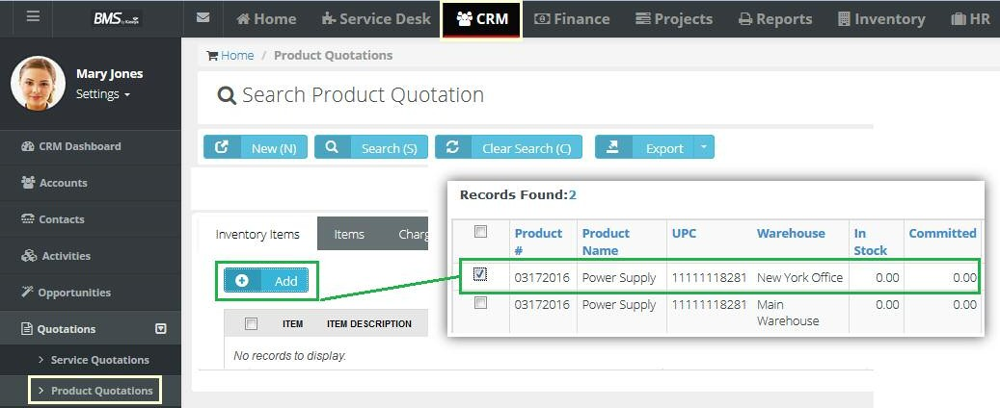 BMS by Kaseya
Home
Service Desk
CRM
Finance
Projects
Reports
Inventory
HR
Mary Jones
Settings
Home / Product Quotations
Search Product Quotation
CRM Dashboard
Accounts
Contacts
Activities
Opportunities
Quotations
Service Quotations
Product Quotations
New (N)
Search (S)
Clear Search (C)
Export
Inventory Items
Items
Charg
Add
ITEM
ITEM DESCRIPTION
No records to display.
Records Found:2
Product # Product Name UPC Warehouse In Stock Committed
03172016 Power Supply 11111118281 New York Office 0.00 0.00
03172016 Power Supply 11111118281 Main Warehouse 0.00 0.00